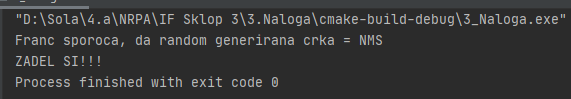 "D:\Sola\4.a\NRPA\IF Sklop 3\3.Naloga\cmake-build-debug\3_Naloga.exe"
Franc sporoca, da random generirana crka = NMS
ZADEL SI!!!
Process finished with exit code 0